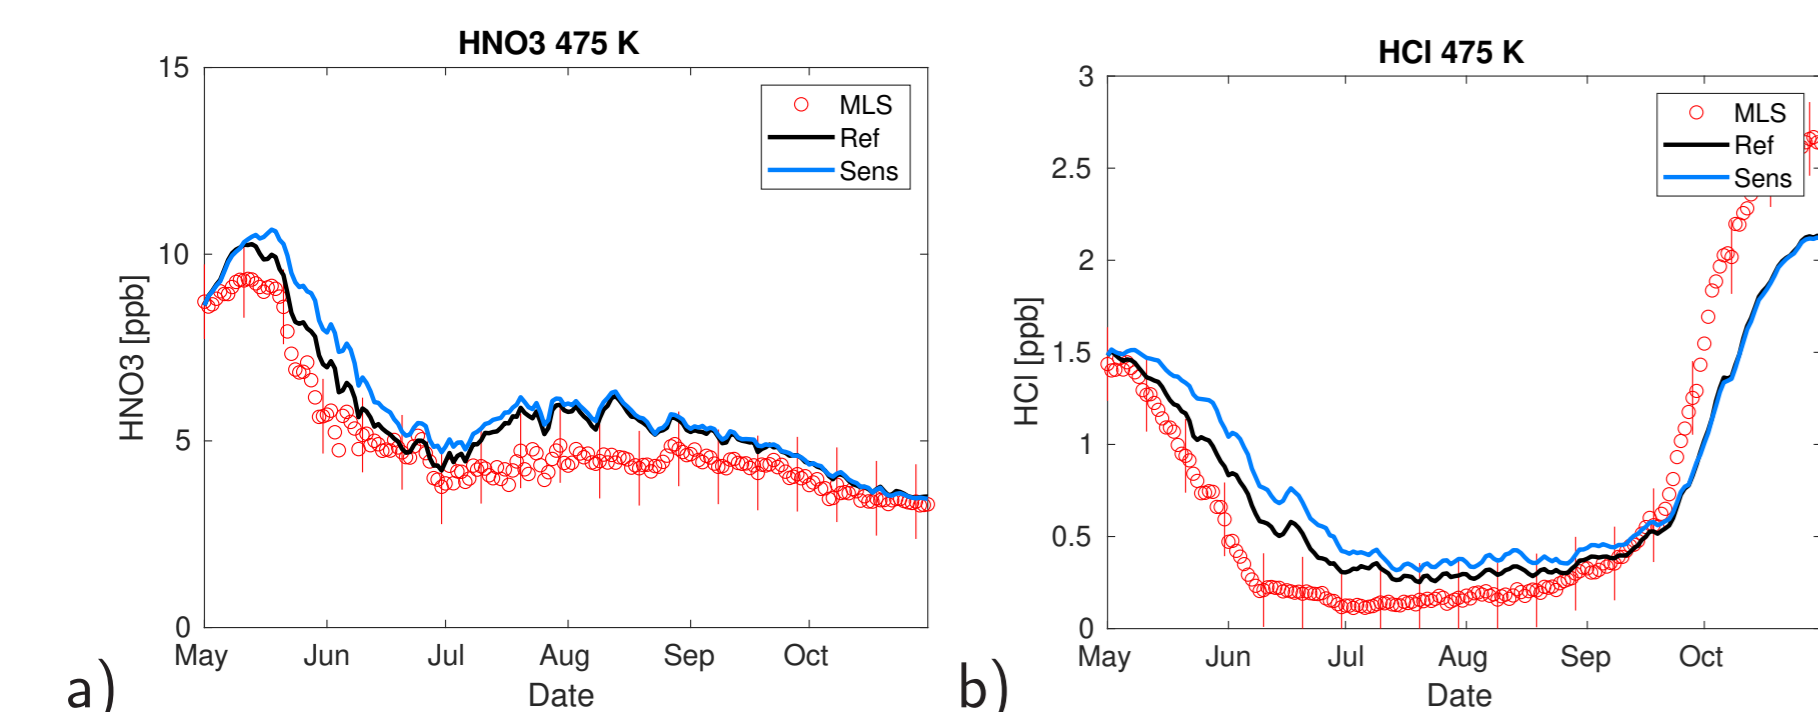 HNO3 475 K
15
10
5
0
HNO3 [ppb]
MLS
Ref
Sens
May Jun Jul Aug Sep Oct
Date
a)
HCl 475 K
3
2.5
2
1.5
1
0.5
0
HCl [ppb]
MLS
Ref
Sens
May Jun Jul Aug Sep Oct
Date
b)